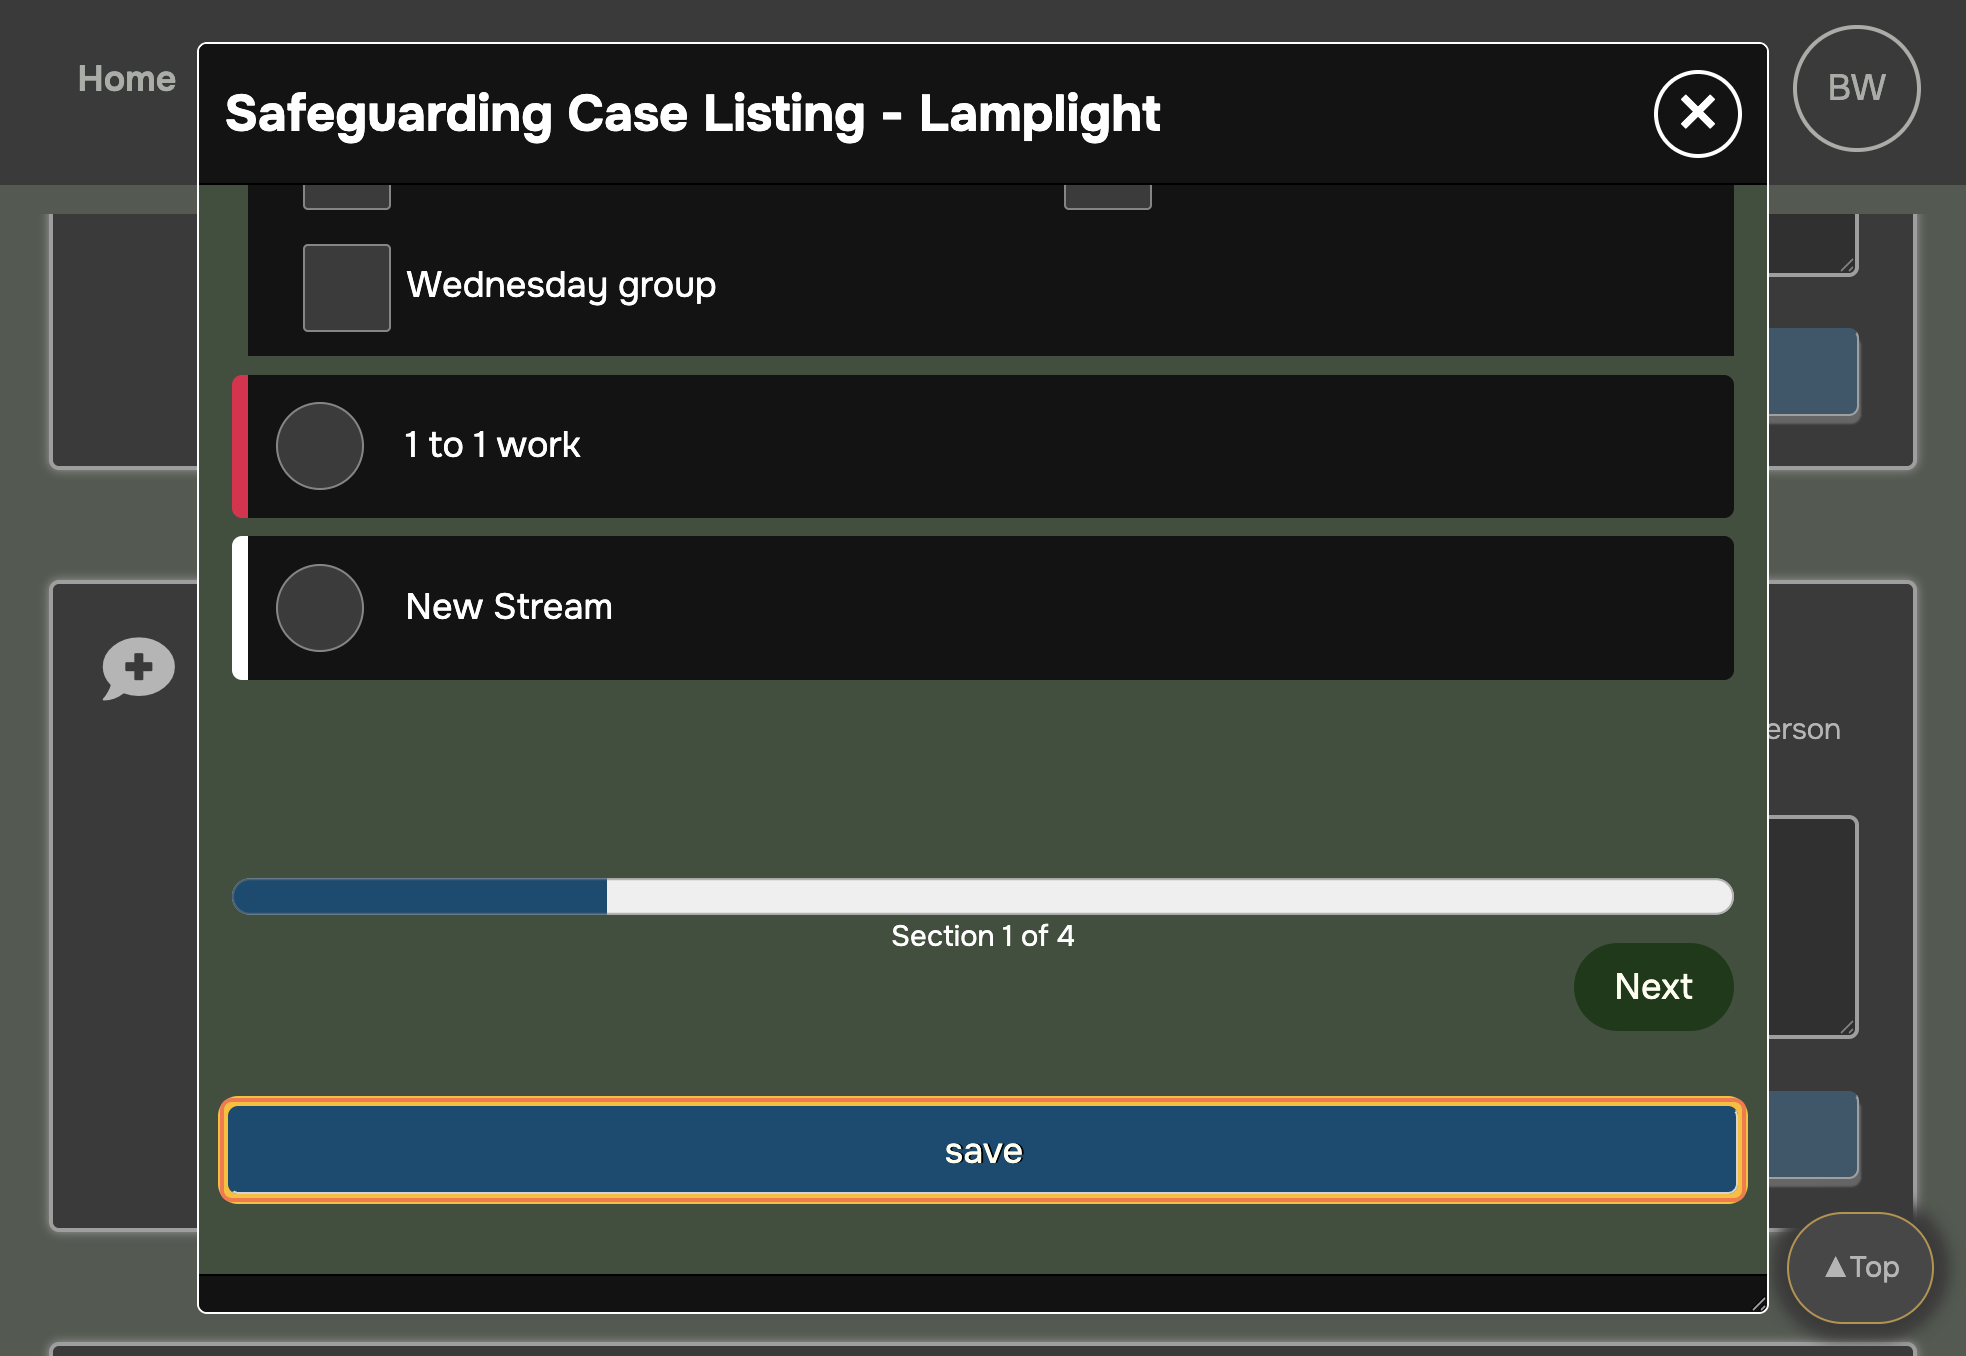 Home
Safeguarding Case Listing - Lamplight
BW
Wednesday group
1 to 1 work
New Stream
erson
Section 1 of 4
Next
save
▲Top